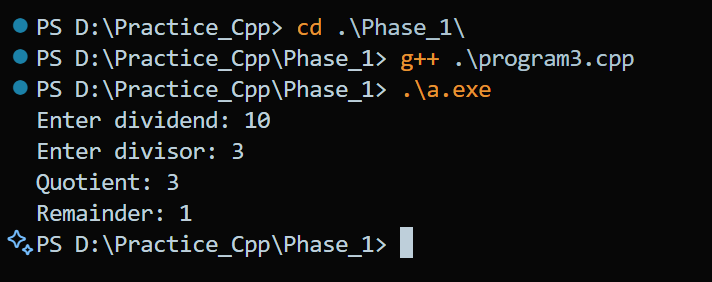 PS D:\Practice_Cpp> cd .\Phase_1\
PS D:\Practice_Cpp\Phase_1> g++ .\program3.cpp
PS D:\Practice_Cpp\Phase_1> .\a.exe
Enter dividend: 10
Enter divisor: 3
Quotient: 3
Remainder: 1
PS D:\Practice_Cpp\Phase_1>